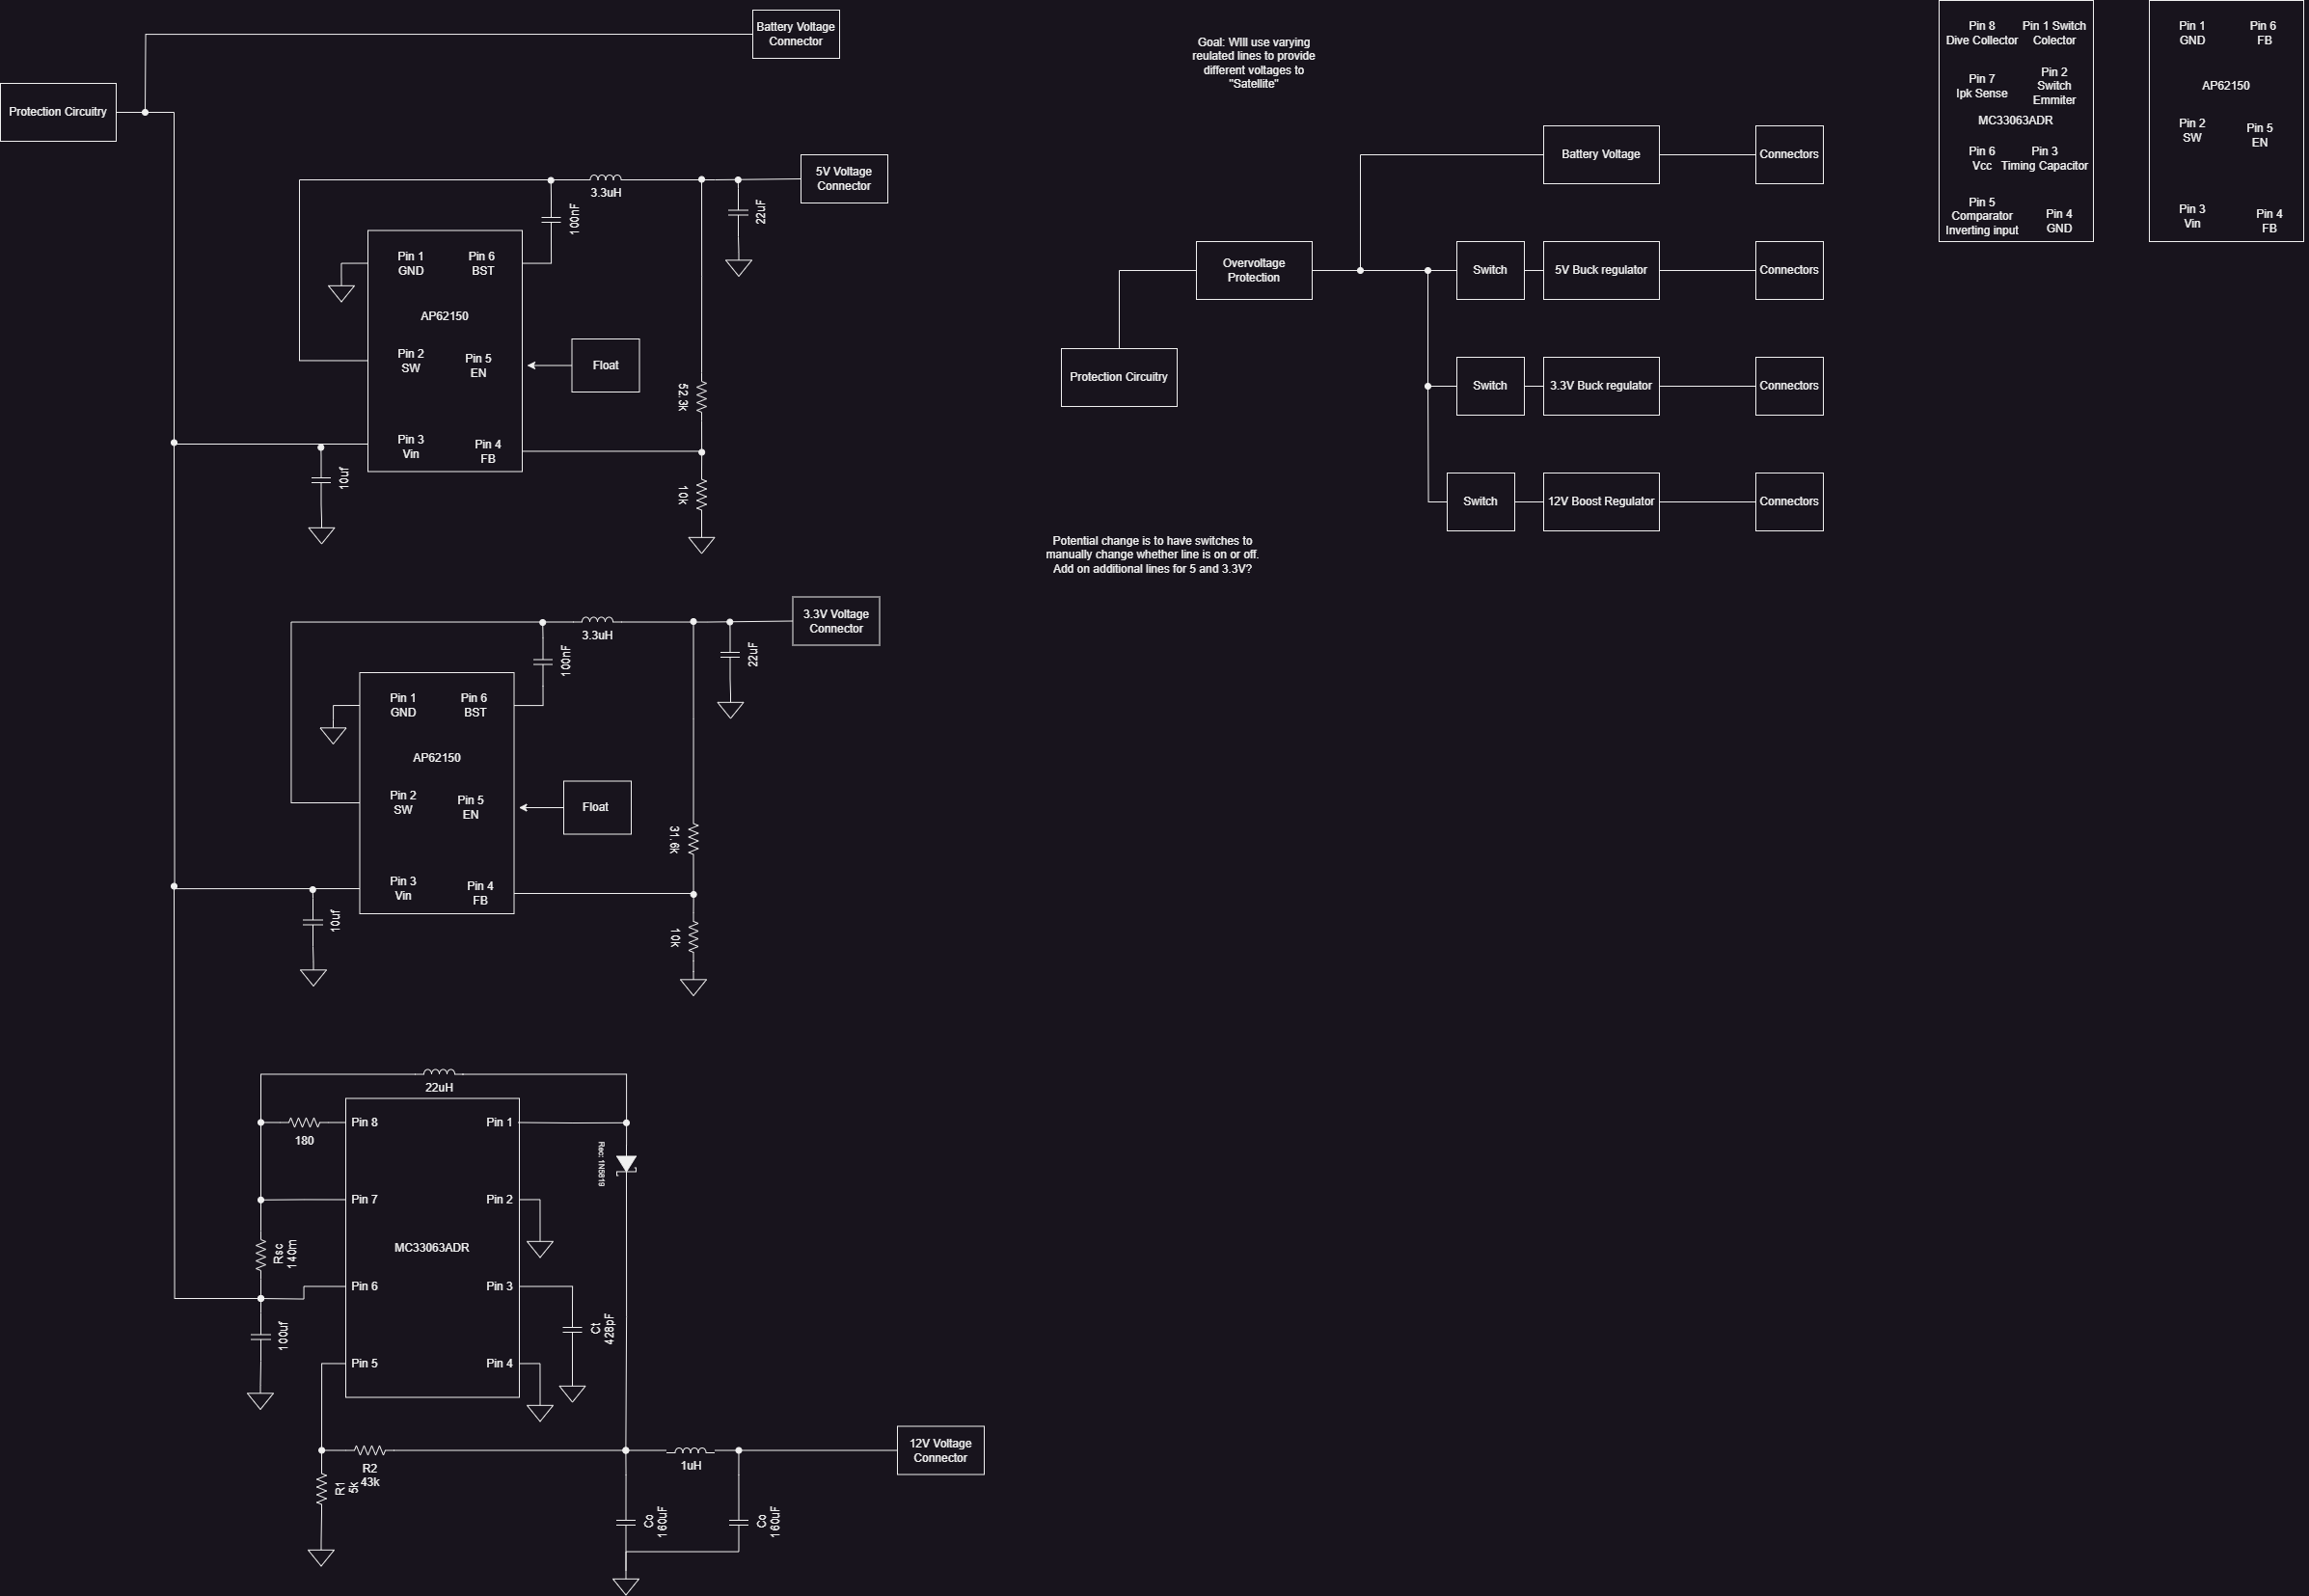 Battery Voltage
Connector
Protection Circuitry
5V Voltage
Connector
3.3uH
100nF
22uF
Pin 1
GND
Pin 6
BST
AP62150
Pin 2
SW
Pin 5
EN
Float
52.3k
Pin 3
Vin
Pin 4
FB
10uf
10k
3.3V Voltage
Connector
3.3uH
100nF
22uF
Pin 1
GND
Pin 6
BST
AP62150
Pin 2
SW
Pin 5
EN
Float
31.6k
Pin 3
Vin
Pin 4
FB
10uf
10k
22uH
Pin 8
Pin 1
180
Rec: 1N5819
Pin 7
Pin 2
Rsc
140m
MC33063ADR
Pin 6
Pin 3
100uf
Ct
428pF
Pin 5
Pin 4
12V Voltage
Connector
R2
43k
R1
5k
1uH
Co
160uF
Co
160uF
Goal: WIll use varying
reulated lines to provide
different voltages to
"Satellite"
Battery Voltage
Connectors
Overvoltage
Protection
Switch
5V Buck regulator
Connectors
Protection Circuitry
Switch
3.3V Buck regulator
Connectors
Switch
12V Boost Regulator
Connectors
Potential change is to have switches to
manually change whether line is on or off.
Add on additional lines for 5 and 3.3V?
Pin 8
Dive Collector
Pin 1 Switch
Colector
Pin 7
Ipk Sense
Pin 2
Switch
Emmiter
MC33063ADR
Pin 6
Vcc
Pin 3
Timing Capacitor
Pin 5
Comparator
Inverting input
Pin 4
GND
Pin 1
GND
Pin 6
FB
AP62150
Pin 2
SW
Pin 5
EN
Pin 3
Vin
Pin 4
FB